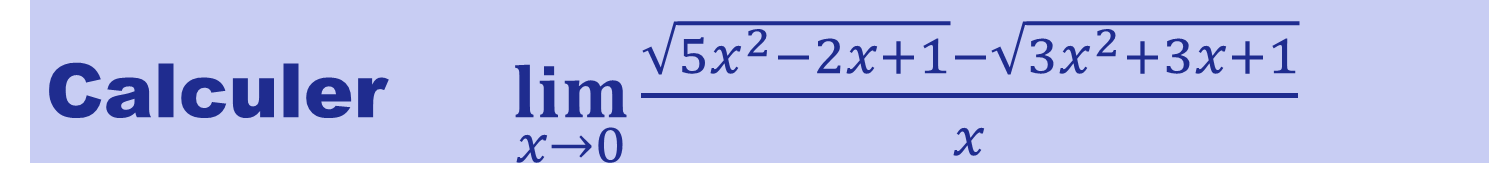 Calculer lim x→0 (√(5x²−2x+1)−√(3x²+3x+1))/x